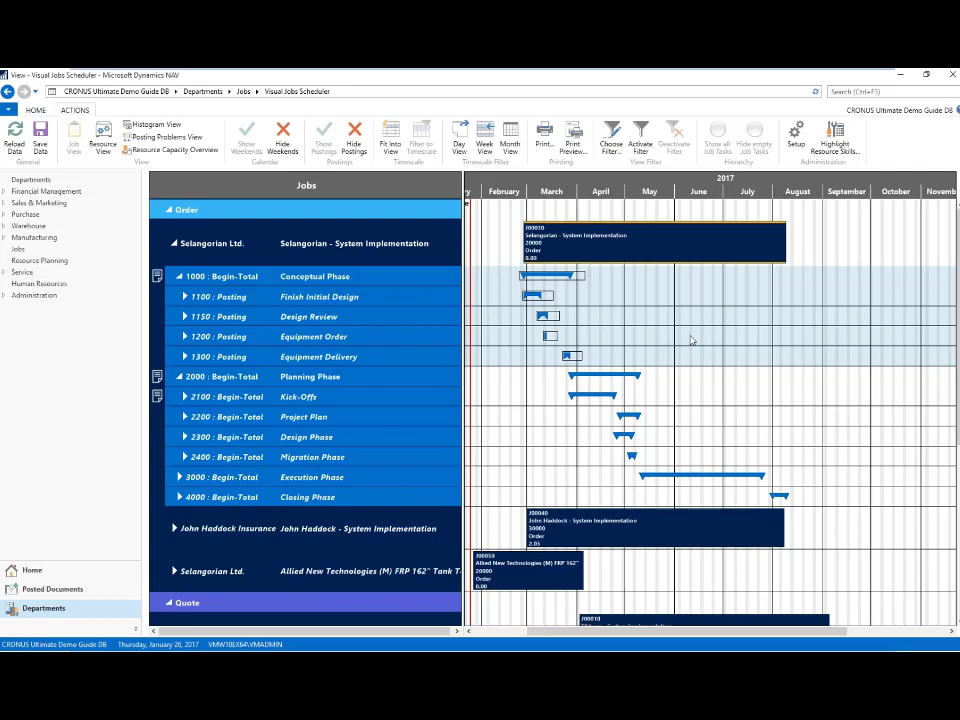 View - Visual Jobs Scheduler - Microsoft Dynamics NAV
CRONUS Ultimate Demo Guide DB Departments Jobs Visual Jobs Scheduler
Search (Ctrl+F3)
HOME ACTIONS
CRONUS Ultimate Demo Guide DB
Reload Data
Save Data
General
Job View
Resource View
Histogram View
Posting Problems View
Resource Capacity Overview
View
Show Weekends
Hide Weekends
Calendar
Show Postings
Hide Postings
Postings
Fit Into View
Filter to Timescale
Timescale
Day View
Week View
Month View
Timescale Filter
Print...
Print Preview...
Printing
Choose Filter...
Activate Filter
Deactivate Filter
View Filter
Show all Job Tasks
Hide empty Job Tasks
Hierarchy
Setup
Highlight Resource Skills...
Administration
Departments
Financial Management
Sales & Marketing
Purchase
Warehouse
Manufacturing
Jobs
Resource Planning
Service
Human Resources
Administration
Home
Posted Documents
Departments
Jobs
2017
ry February March April May June July August September October Novemb
Order
Selangorian Ltd. Selangorian - System Implementation
J00030
Selangorian - System Implementation
20000
Order
0.00
1000 : Begin-Total Conceptual Phase
1100 : Posting Finish Initial Design
1150 : Posting Design Review
1200 : Posting Equipment Order
1300 : Posting Equipment Delivery
2000 : Begin-Total Planning Phase
2100 : Begin-Total Kick-Offs
2200 : Begin-Total Project Plan
2300 : Begin-Total Design Phase
2400 : Begin-Total Migration Phase
3000 : Begin-Total Execution Phase
4000 : Begin-Total Closing Phase
John Haddock Insurance John Haddock - System Implementation
J00040
John Haddock - System Implementation
30000
Order
2.03
Selangorian Ltd. Allied New Technologies (M) FRP 162" Tank T
J00050
Allied New Technologies (M) FRP 162"
20000
Order
0.00
Quote
J00010
CRONUS Ultimate Demo Guide DB Thursday, January 26, 2017 VMW10EX64\VMADMIN